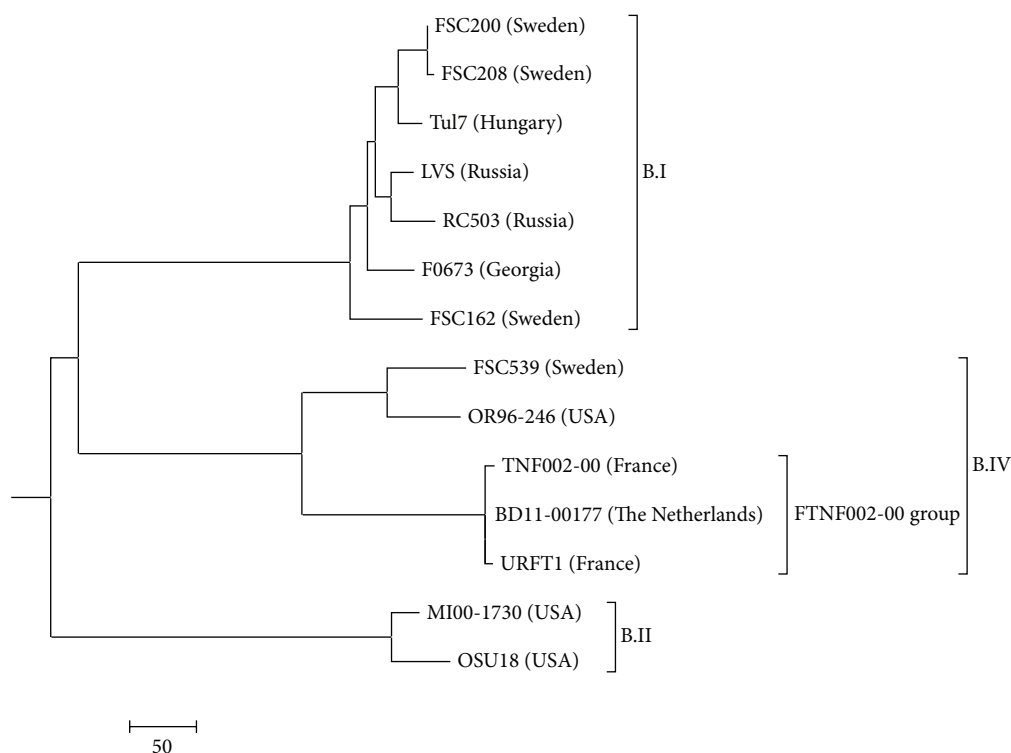 FSC200 (Sweden)
FSC208 (Sweden)
Tul7 (Hungary)
LVS (Russia)
B.I
RC503 (Russia)
F0673 (Georgia)
FSC162 (Sweden)
FSC539 (Sweden)
OR96-246 (USA)
TNF002-00 (France)
B.IV
BD11-00177 (The Netherlands)
FTNF002-00 group
URFT1 (France)
MI00-1730 (USA)
B.II
OSU18 (USA)
50